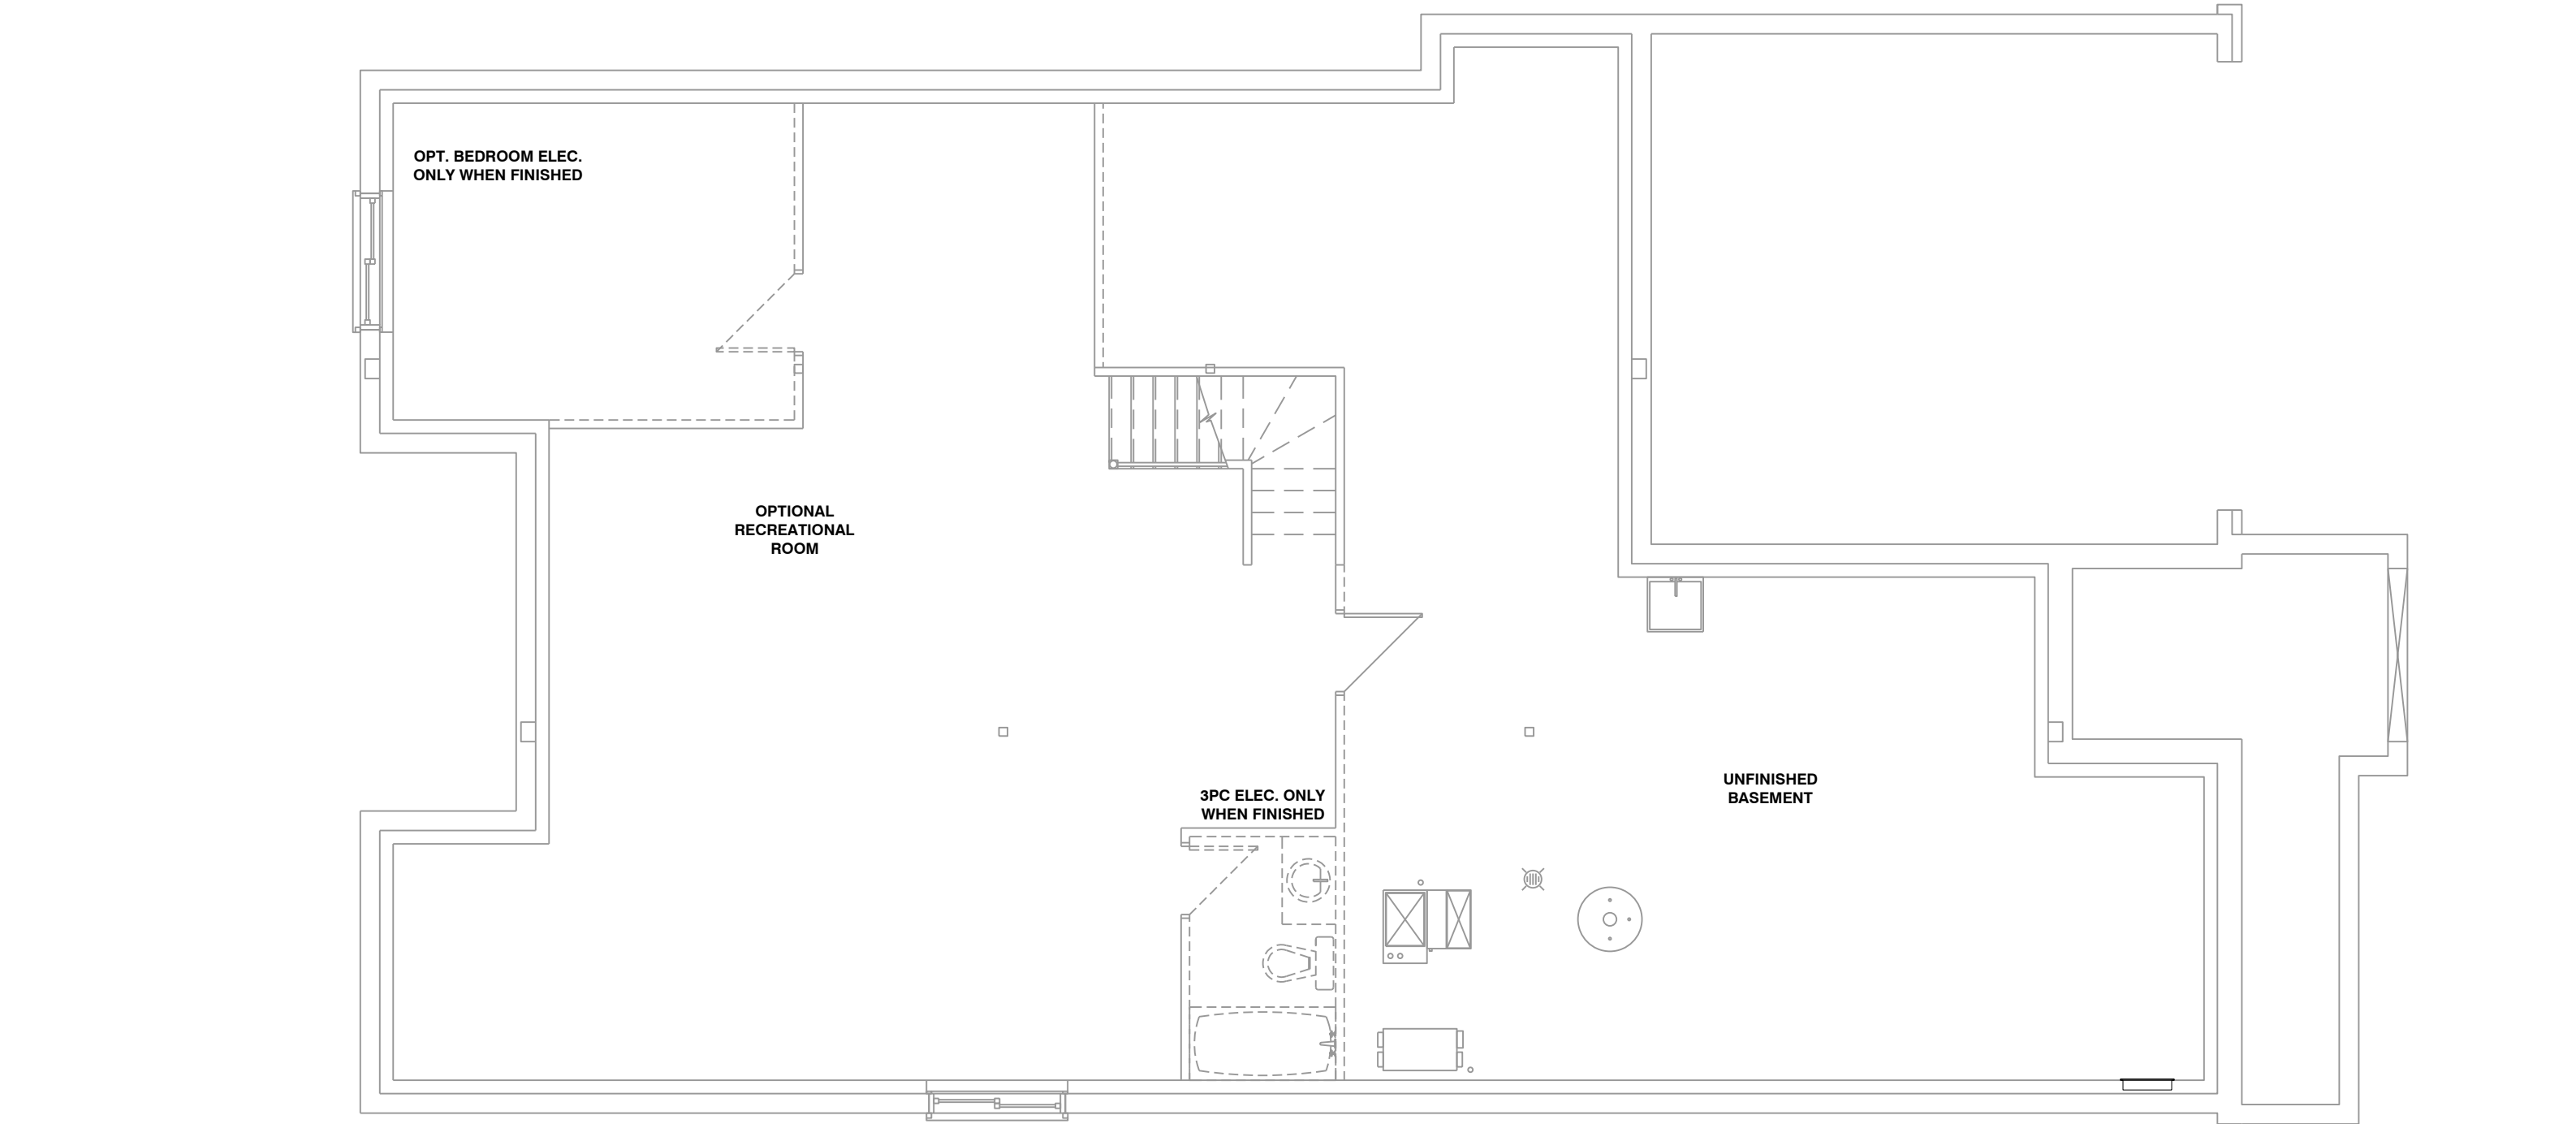 OPT. BEDROOM ELEC.
ONLY WHEN FINISHED
OPTIONAL
RECREATIONAL
ROOM
UNFINISHED
BASEMENT
3PC ELEC. ONLY
WHEN FINISHED